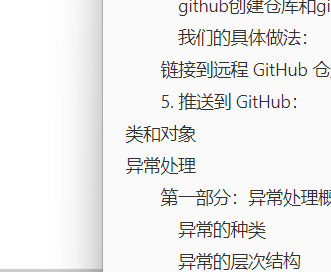 github创建仓库和gi
我们的具体做法：
链接到远程 GitHub 仓
5. 推送到 GitHub：
类和对象
异常处理
第一部分：异常处理概
异常的种类
异常的层次结构